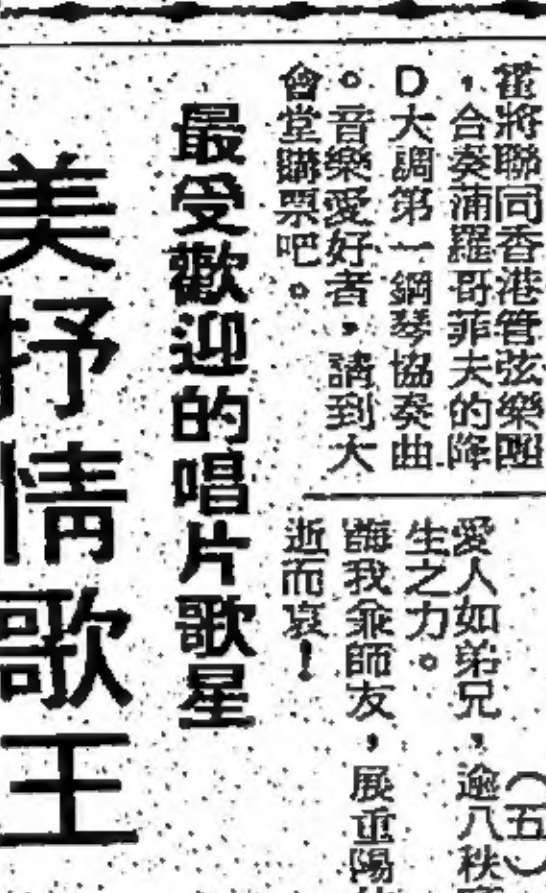 霍將聯同香港管弦樂團
，合奏蒲羅哥菲夫的降
D大調第一鋼琴協奏曲
。音樂愛好者，請到大
會堂購票吧。
（五）
愛人如弟兄，逾八秩
生之力。
誨我兼師友，展重陽
逝而哀！
最受歡迎的唱片歌星
美抒情歌王